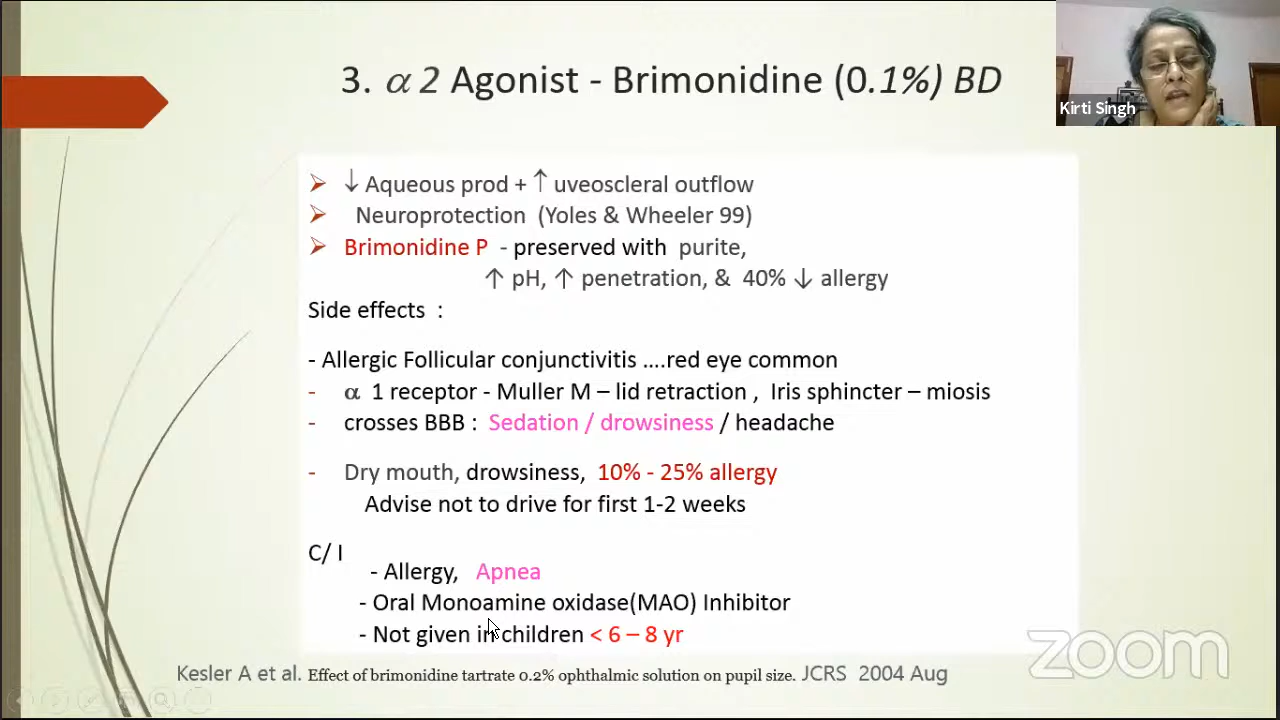 3. α 2 Agonist - Brimonidine (0.1%) BD
Kirti Singh
↓ Aqueous prod + ↑ uveoscleral outflow
Neuroprotection (Yoles & Wheeler 99)
Brimonidine P - preserved with purite,
↑ pH, ↑ penetration, & 40% ↓ allergy
Side effects :
- Allergic Follicular conjunctivitis ....red eye common
- α 1 receptor - Muller M – lid retraction , Iris sphincter – miosis
- crosses BBB : Sedation / drowsiness / headache
- Dry mouth, drowsiness, 10% - 25% allergy
Advise not to drive for first 1-2 weeks
C/ I
- Allergy, Apnea
- Oral Monoamine oxidase(MAO) Inhibitor
- Not given in children < 6 – 8 yr
Kesler A et al. Effect of brimonidine tartrate 0.2% ophthalmic solution on pupil size. JCRS 2004 Aug
zoom